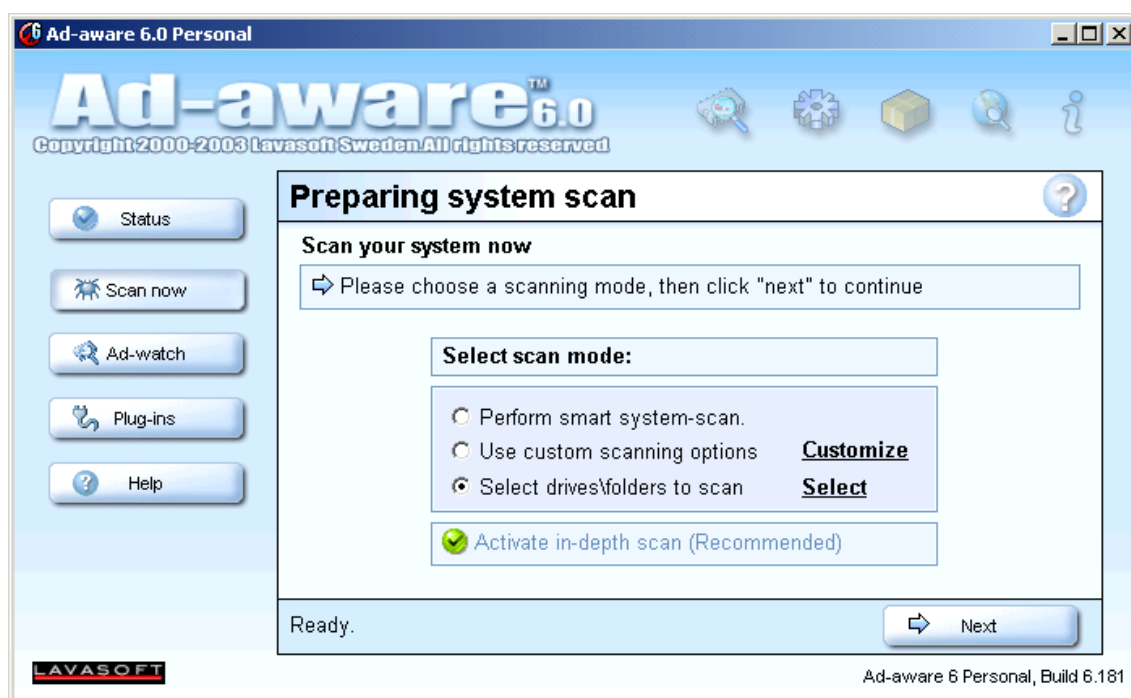 Ad-aware 6.0 Personal
Ad-aware™ 6.0
Copyright 2000-2003 Lavasoft Sweden. All rights reserved
Status
Scan now
Ad-watch
Plug-ins
Help
Preparing system scan
Scan your system now
Please choose a scanning mode, then click "next" to continue
Select scan mode:
Perform smart system-scan.
Use custom scanning options Customize
Select drives\folders to scan Select
Activate in-depth scan (Recommended)
Ready.
Next
LAVASOFT
Ad-aware 6 Personal, Build 6.181